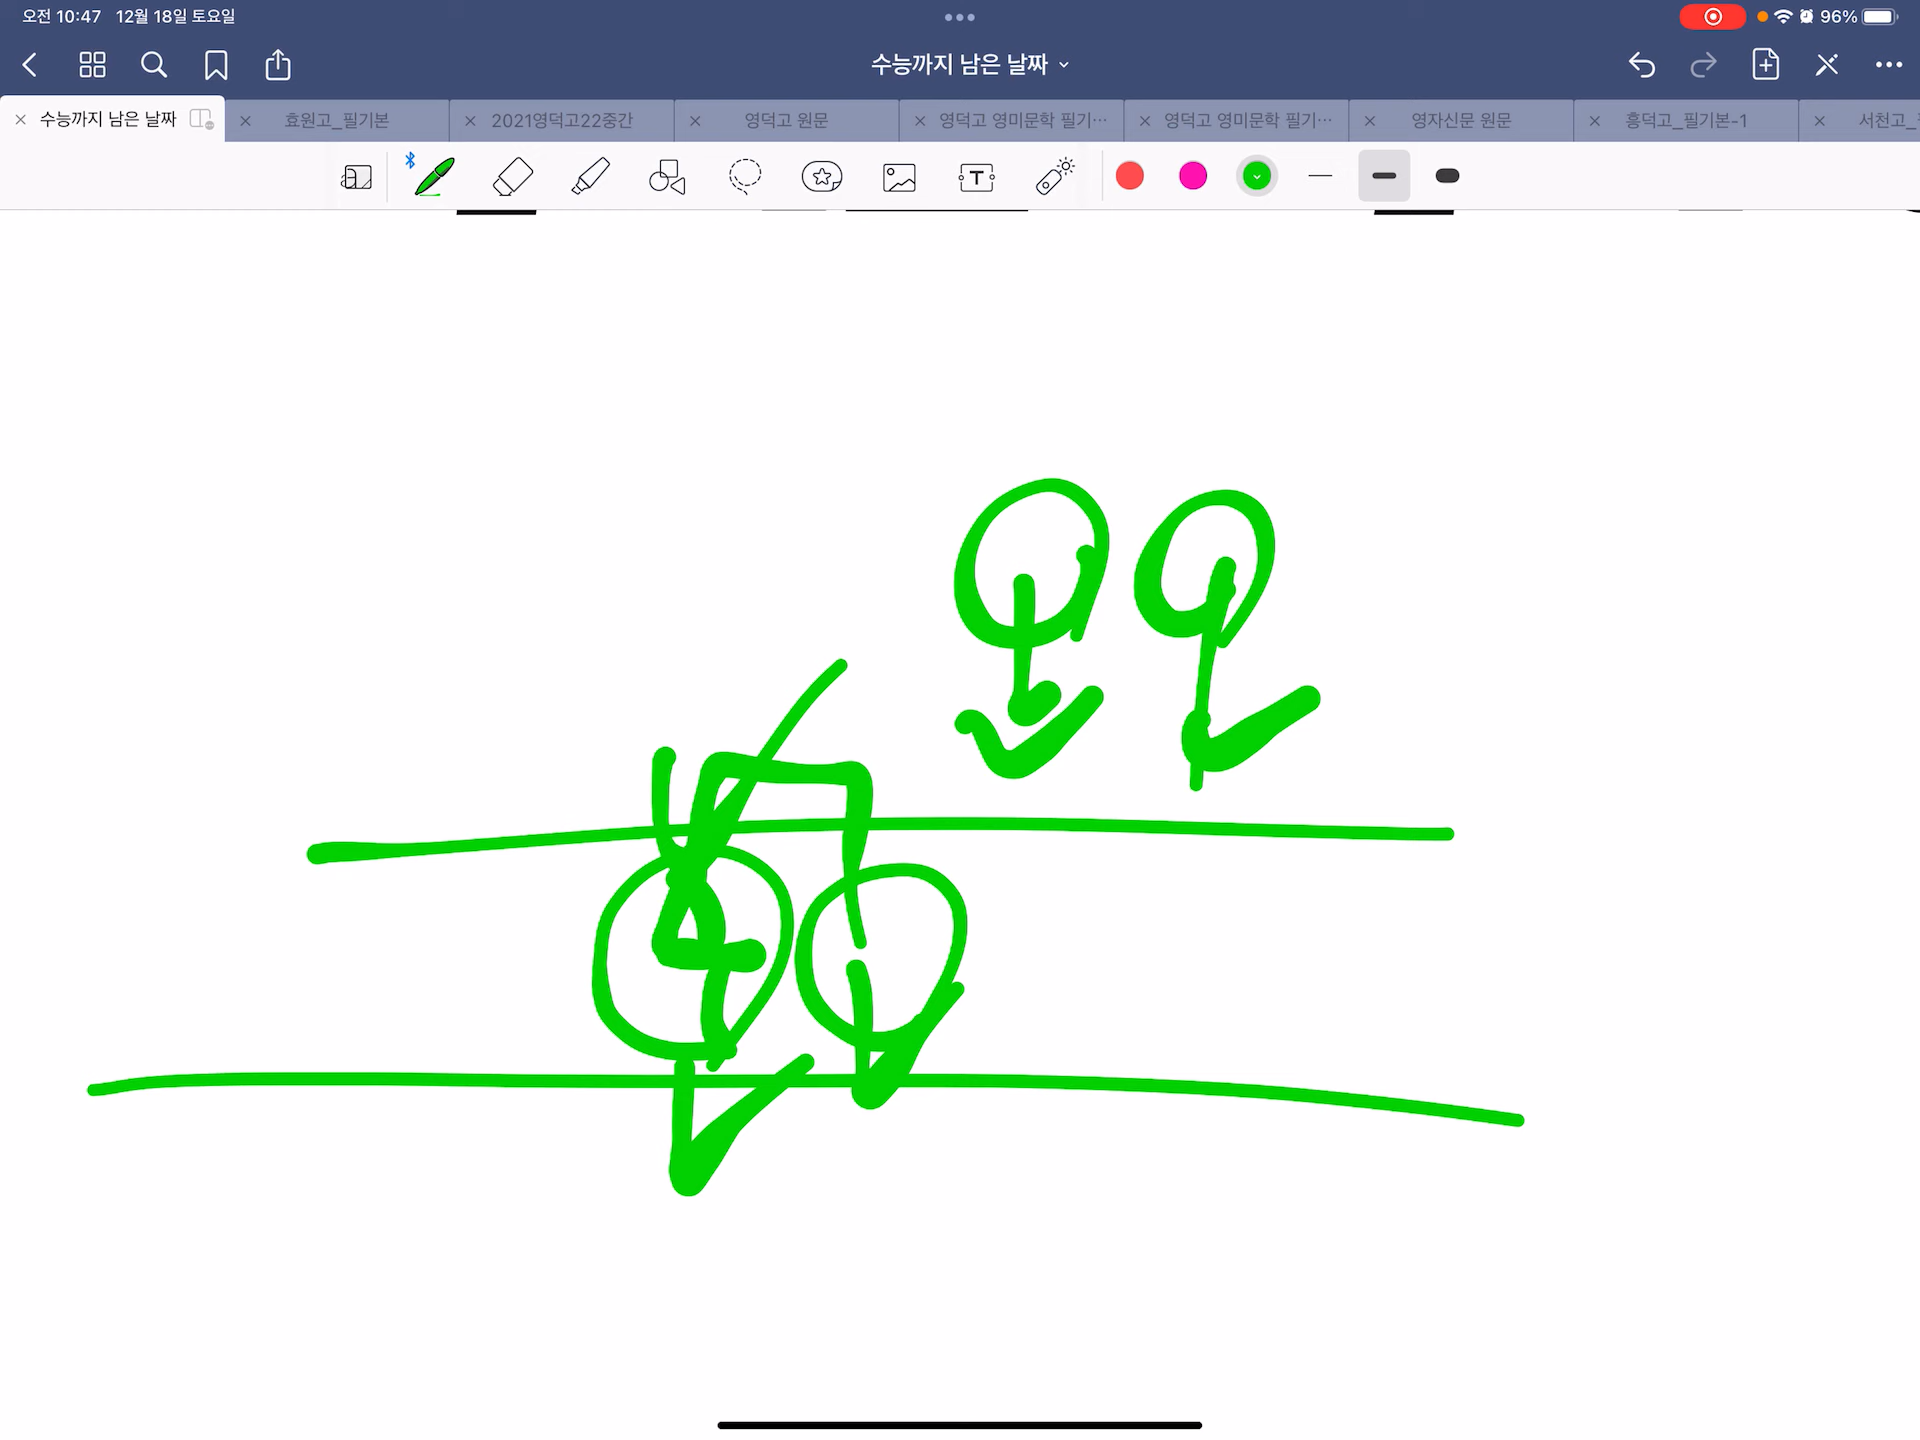 오전 10:47 12월 18일 토요일 96%
수능까지 남은 날짜
수능까지 남은 날짜 효원고_필기본 2021영덕고22중간 영덕고 원문 영덕고 영미문학 필기… 영덕고 영미문학 필기… 영자신문 원문 흥덕고_필기본-1 서천고_